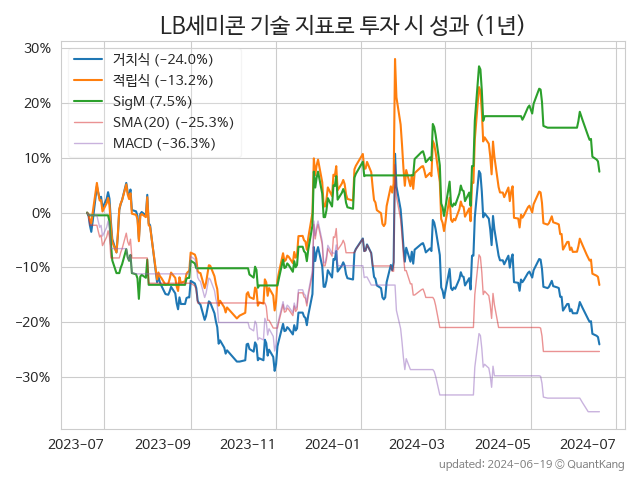 LB세미콘 기술 지표로 투자 시 성과 (1년)
30%
20%
10%
0%
−10%
−20%
−30%
거치식 (−24.0%)
적립식 (−13.2%)
SigM (7.5%)
SMA(20) (−25.3%)
MACD (−36.3%)
2023-07 2023-09 2023-11 2024-01 2024-03 2024-05 2024-07
updated: 2024-06-19 © QuantKang